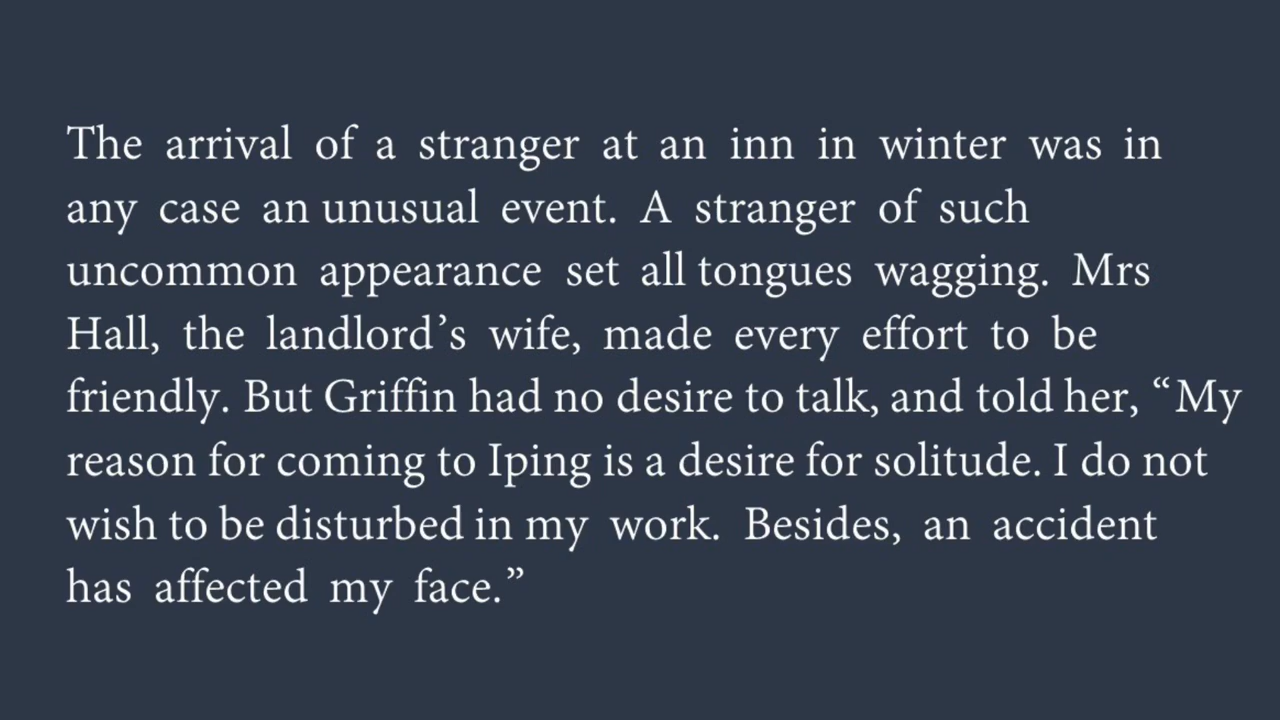 The arrival of a stranger at an inn in winter was in
any case an unusual event. A stranger of such
uncommon appearance set all tongues wagging. Mrs
Hall, the landlord’s wife, made every effort to be
friendly. But Griffin had no desire to talk, and told her, “My
reason for coming to Iping is a desire for solitude. I do not
wish to be disturbed in my work. Besides, an accident
has affected my face.”